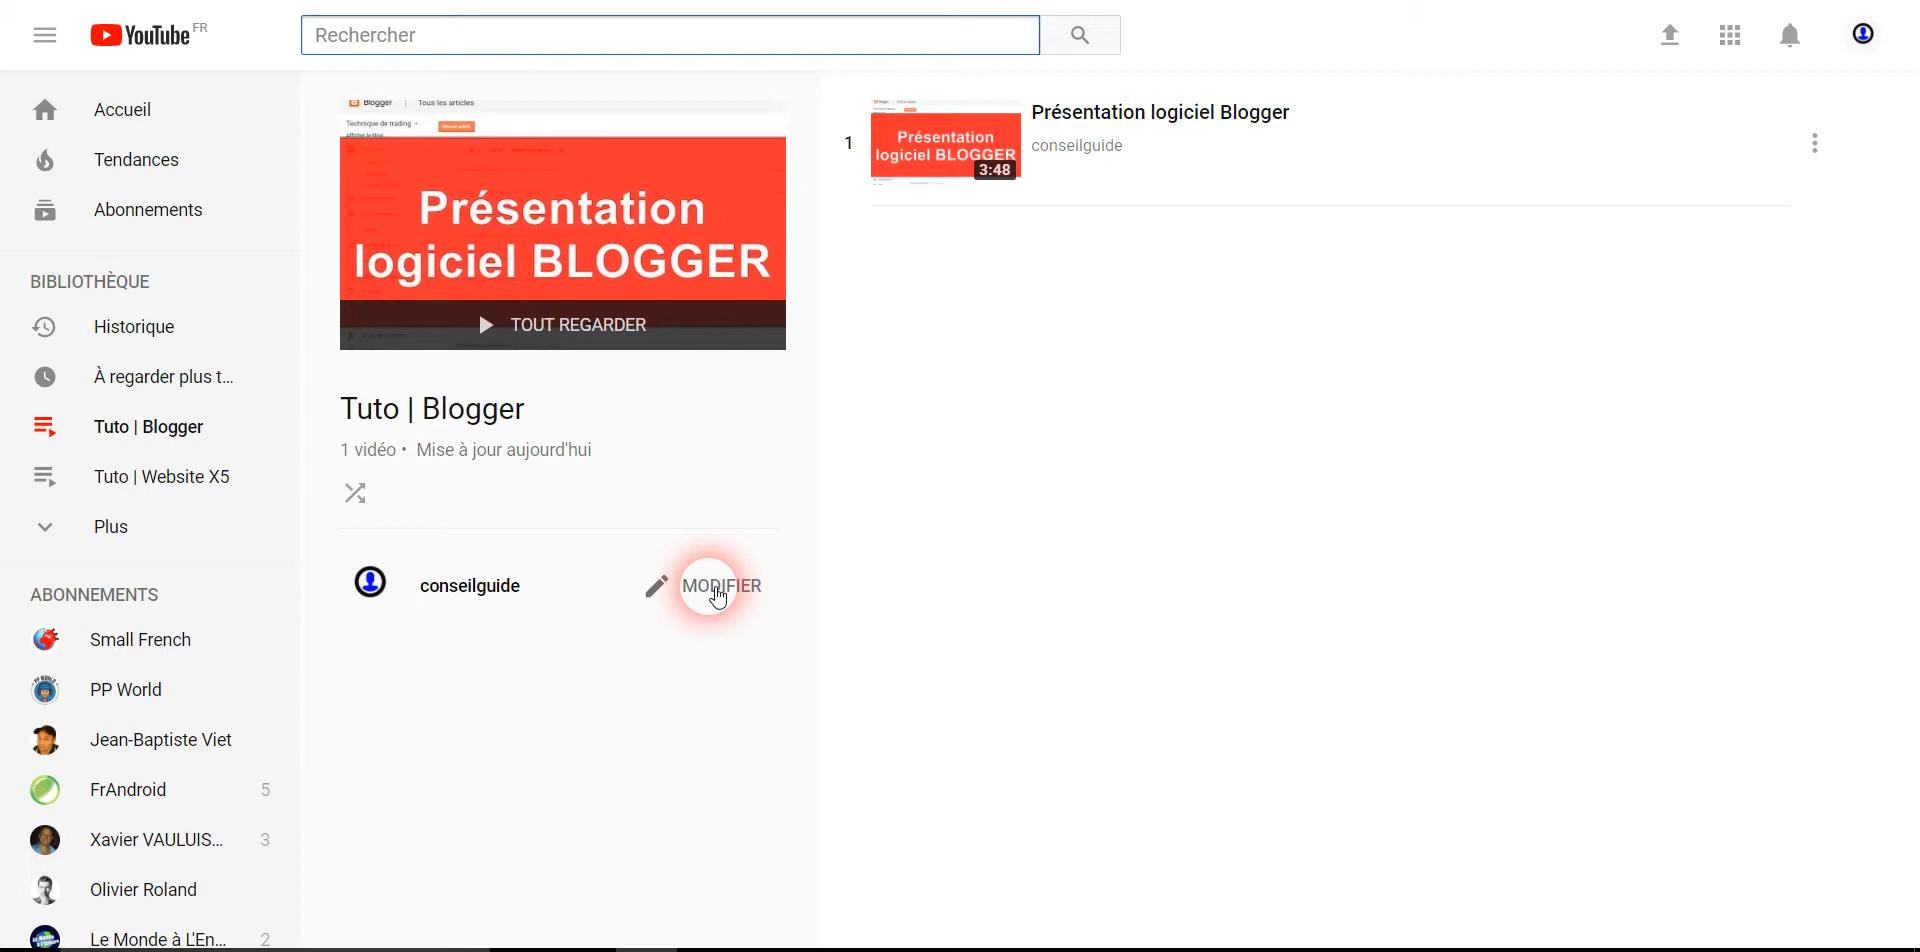 YouTube FR
Rechercher
Accueil
Tendances
Abonnements
BIBLIOTHÈQUE
Historique
À regarder plus t...
Tuto | Blogger
Tuto | Website X5
Plus
ABONNEMENTS
Small French
PP World
Jean-Baptiste Viet
FrAndroid 5
Xavier VAULUIS... 3
Olivier Roland
Le Monde à L'En... 2
Blogger Tous les articles
Technique de trading
Présentation
logiciel BLOGGER
TOUT REGARDER
Tuto | Blogger
1 vidéo • Mise à jour aujourd'hui
conseilguide
MODIFIER
1
Présentation
logiciel BLOGGER
3:48
Présentation logiciel Blogger
conseilguide